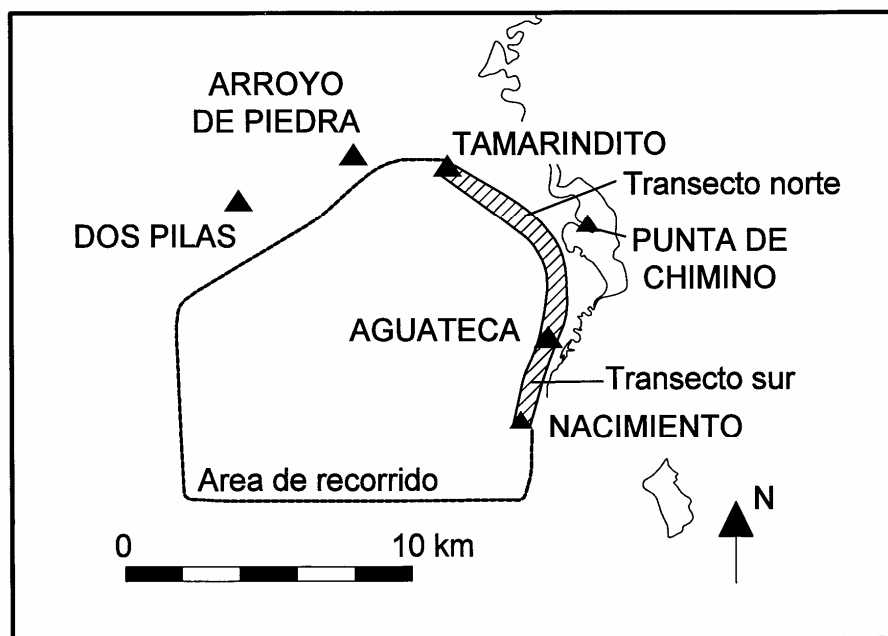 ARROYO
DE PIEDRA
TAMARINDITO
Transecto norte
DOS PILAS
PUNTA DE
CHIMINO
AGUATECA
Transecto sur
NACIMIENTO
Area de recorrido
N
0 10 km